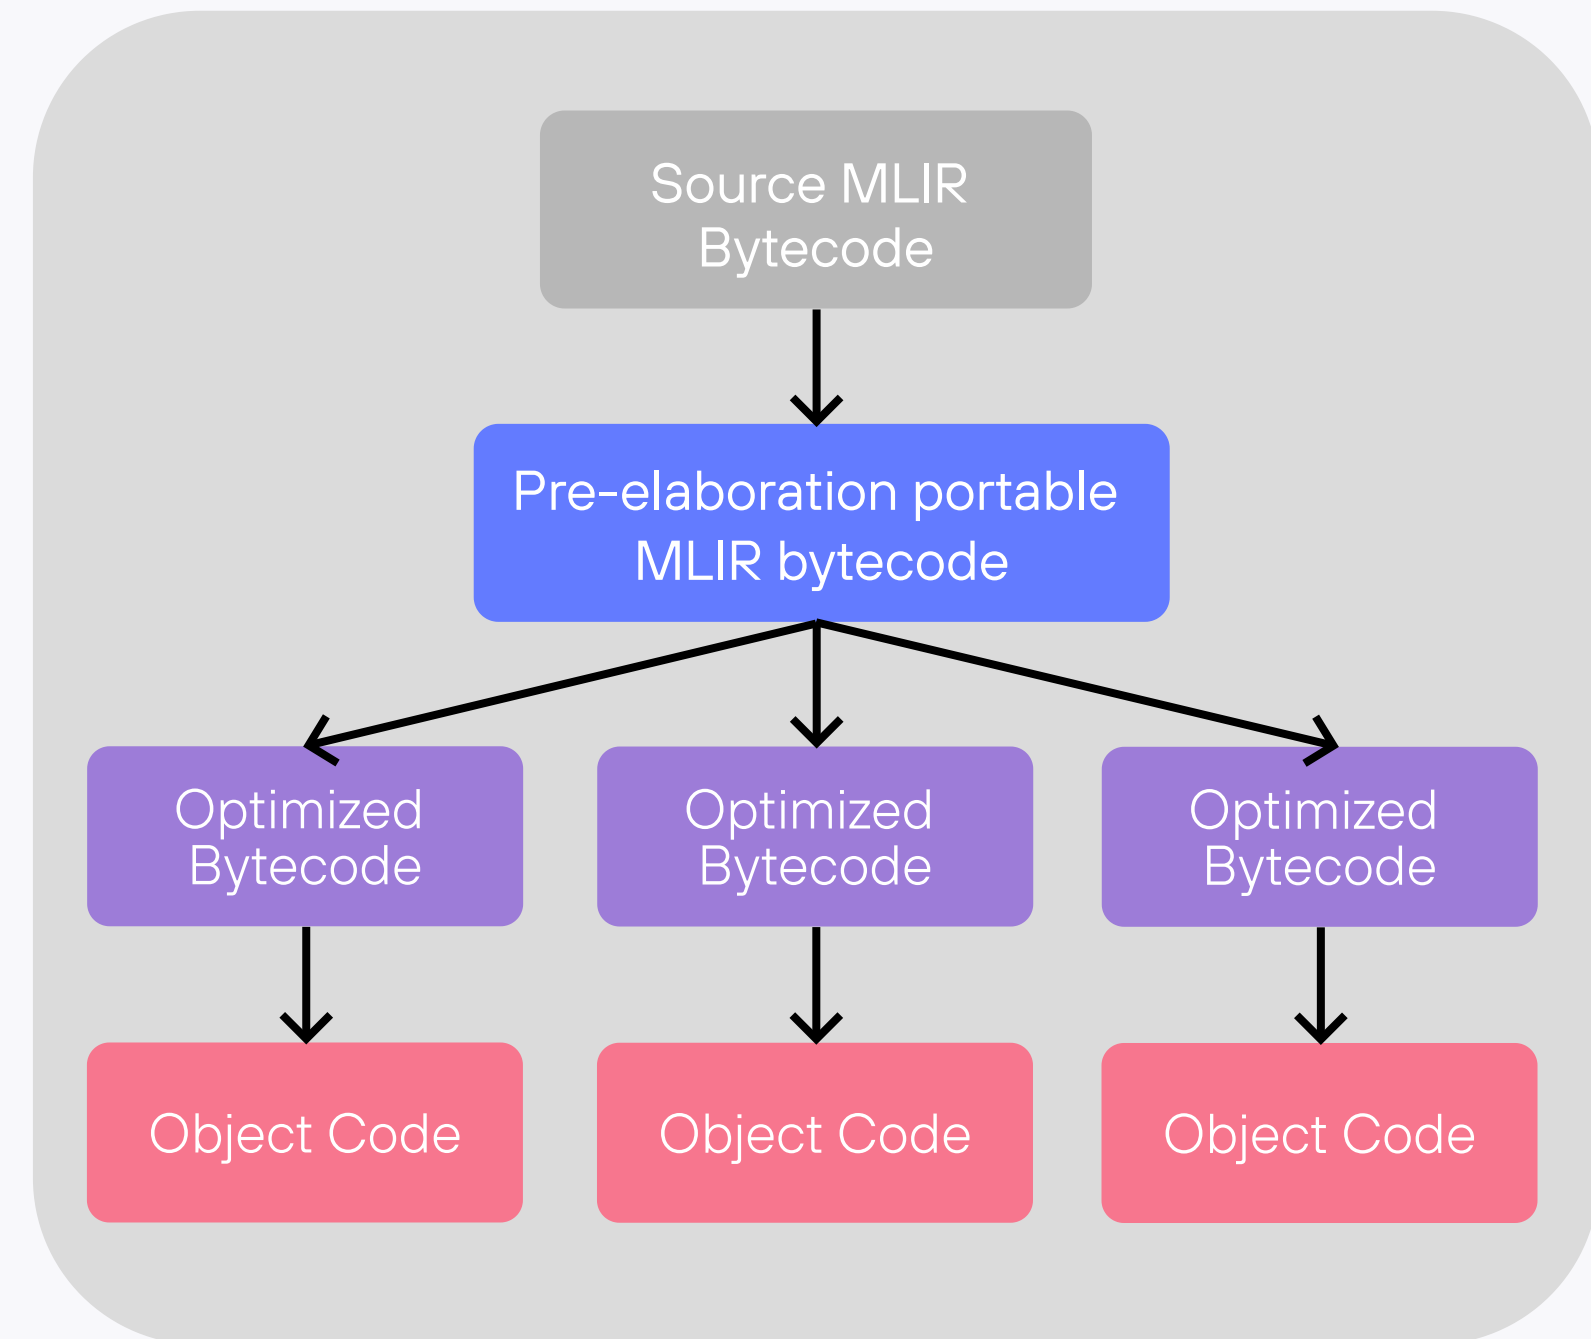 Source MLIR
Bytecode
Pre-elaboration portable
MLIR bytecode
Optimized
Bytecode
Optimized
Bytecode
Optimized
Bytecode
Object Code
Object Code
Object Code